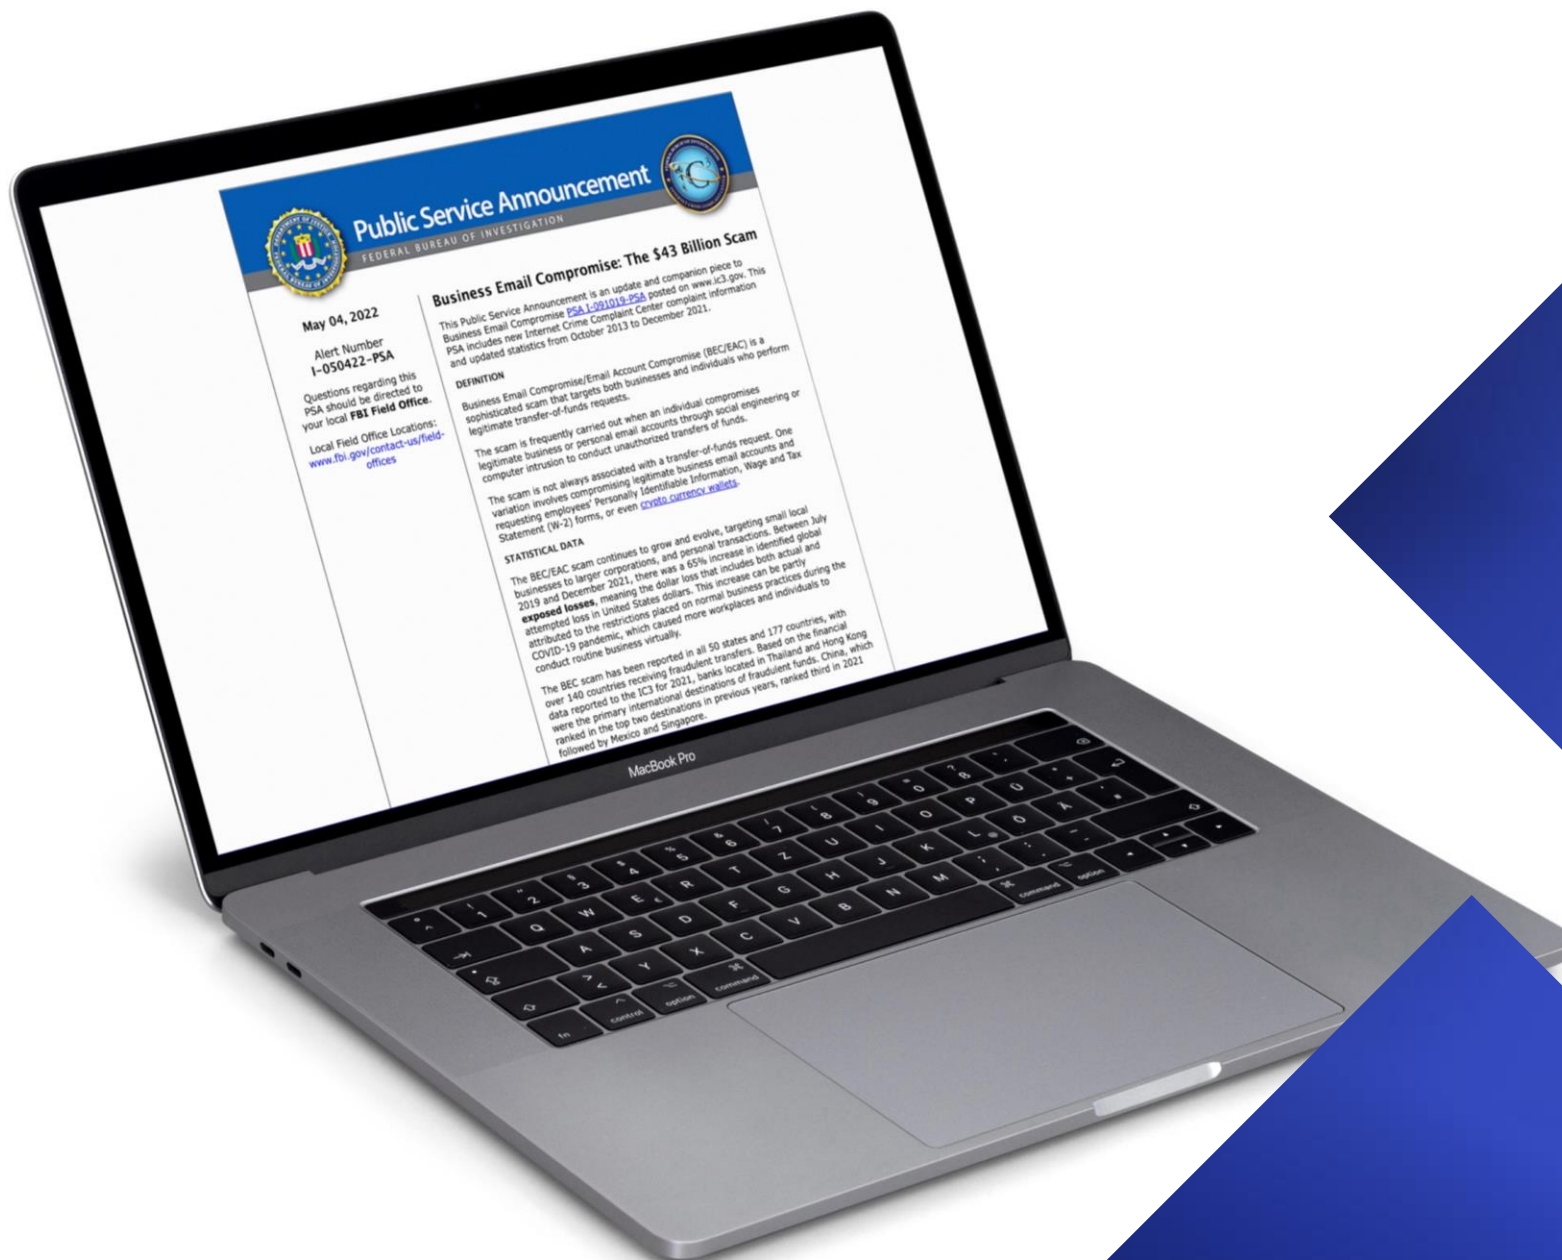 Public Service Announcement
FEDERAL BUREAU OF INVESTIGATION
May 04, 2022
Alert Number
I-050422-PSA
Questions regarding this
PSA should be directed to
your local FBI Field Office.
Local Field Office Locations:
www.fbi.gov/contact-us/field-
offices
Business Email Compromise: The $43 Billion Scam
This Public Service Announcement is an update and companion piece to
Business Email Compromise PSA I-091019-PSA posted on www.ic3.gov. This
PSA includes new Internet Crime Complaint Center complaint information
and updated statistics from October 2013 to December 2021.
DEFINITION
Business Email Compromise/Email Account Compromise (BEC/EAC) is a
sophisticated scam that targets both businesses and individuals who perform
legitimate transfer-of-funds requests.
The scam is frequently carried out when an individual compromises
legitimate business or personal email accounts through social engineering or
computer intrusion to conduct unauthorized transfers of funds.
The scam is not always associated with a transfer-of-funds request. One
variation involves compromising legitimate business email accounts and
requesting employees' Personally Identifiable Information, Wage and Tax
Statement (W-2) forms, or even crypto currency wallets.
STATISTICAL DATA
The BEC/EAC scam continues to grow and evolve, targeting small local
businesses to larger corporations, and personal transactions. Between July
2019 and December 2021, there was a 65% increase in identified global
exposed losses, meaning the dollar loss that includes both actual and
attempted loss in United States dollars. This increase can be partly
attributed to the restrictions placed on normal business practices during the
COVID-19 pandemic, which caused more workplaces and individuals to
conduct routine business virtually.
The BEC scam has been reported in all 50 states and 177 countries, with
over 140 countries receiving fraudulent transfers. Based on the financial
data reported to the IC3 for 2021, banks located in Thailand and Hong Kong
were the primary international destinations of fraudulent funds. China, which
ranked in the top two destinations in previous years, ranked third in 2021
followed by Mexico and Singapore.
MacBook Pro
1 2 3 4 5 6 7 8 9 0 ß
Q W E R T Z U I O P Ü +
A S D F G H J K L Ö Ä #
> < Y X C V B N M ; , : . -
fn control option command command option